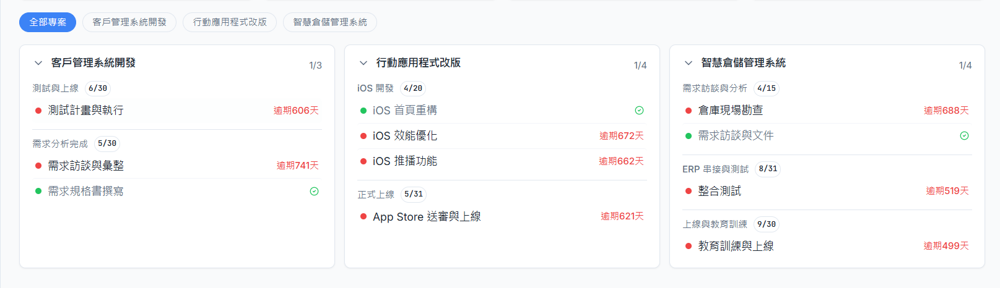 全部專案 客戶管理系統開發 行動應用程式改版 智慧倉儲管理系統
客戶管理系統開發 1/3
測試與上線 6/30
測試計畫與執行 逾期606天
需求分析完成 5/30
需求訪談與彙整 逾期741天
需求規格書撰寫
行動應用程式改版 1/4
iOS 開發 4/20
iOS 首頁重構
iOS 效能優化 逾期672天
iOS 推播功能 逾期662天
正式上線 5/31
App Store 送審與上線 逾期621天
智慧倉儲管理系統 1/4
需求訪談與分析 4/15
倉庫現場勘查 逾期688天
需求訪談與文件
ERP 串接與測試 8/31
整合測試 逾期519天
上線與教育訓練 9/30
教育訓練與上線 逾期499天